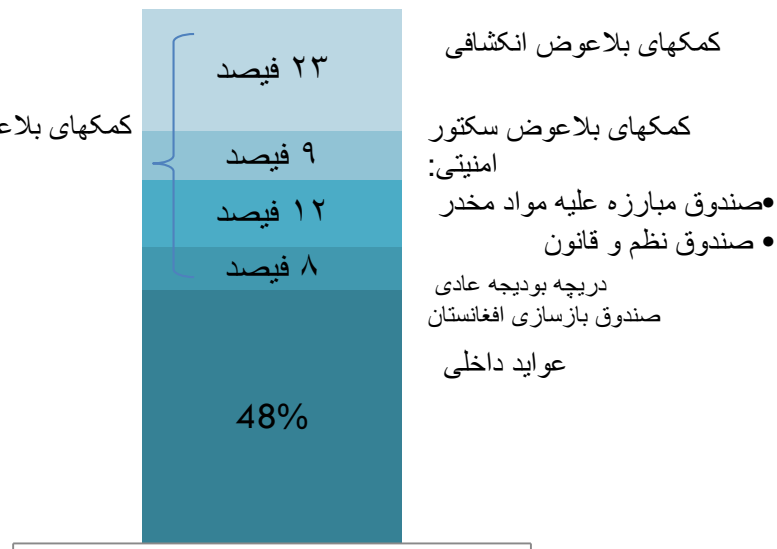 کمکهای بلاعوض انکشافی
۲۳ فیصد
کمکهای بلاعوض سکتور
امنیتی:
کمکهای
۹ فیصد
•صندوق مبارزه علیه مواد مخدر
۱۲ فیصد
• صندوق نظم و قانون
۸ فیصد
دریچه بودیجه عادی
صندوق بازسازی افغانستان
عواید داخلی
48%